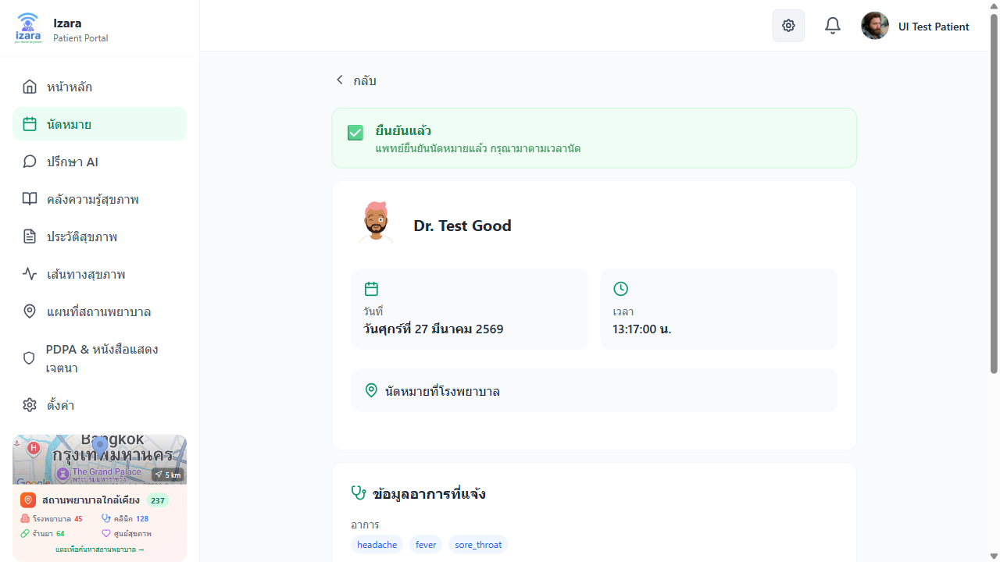 izara
Izara
Patient Portal
UI Test Patient
หน้าหลัก
นัดหมาย
ปรึกษา AI
คลังความรู้สุขภาพ
ประวัติสุขภาพ
เส้นทางสุขภาพ
แผนที่สถานพยาบาล
PDPA & หนังสือแสดง
เจตนา
ตั้งค่า
Bangkok
กรุงเทพมหานคร
H
The Grand Palace
5 km
Google
สถานพยาบาลใกล้เคียง 237
โรงพยาบาล 45
คลินิก 128
ร้านยา 64
ศูนย์สุขภาพ
แตะเพื่อค้นหาสถานพยาบาล →
กลับ
ยืนยันแล้ว
แพทย์ยืนยันนัดหมายแล้ว กรุณามาตามเวลานัด
Dr. Test Good
วันที่
วันศุกร์ที่ 27 มีนาคม 2569
เวลา
13:17:00 น.
นัดหมายที่โรงพยาบาล
ข้อมูลอาการที่แจ้ง
อาการ
headache
fever
sore_throat